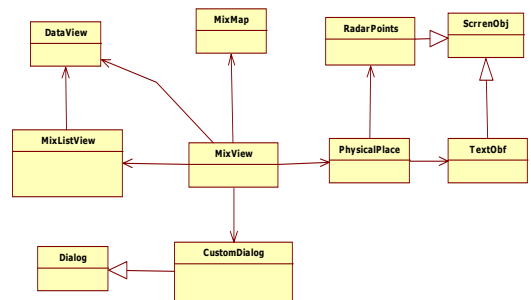 MixMap
DataView
RadarPoints
ScrrenObj
MixListView
MixView
PhysicalPlace
TextObf
Dialog
CustomDialog